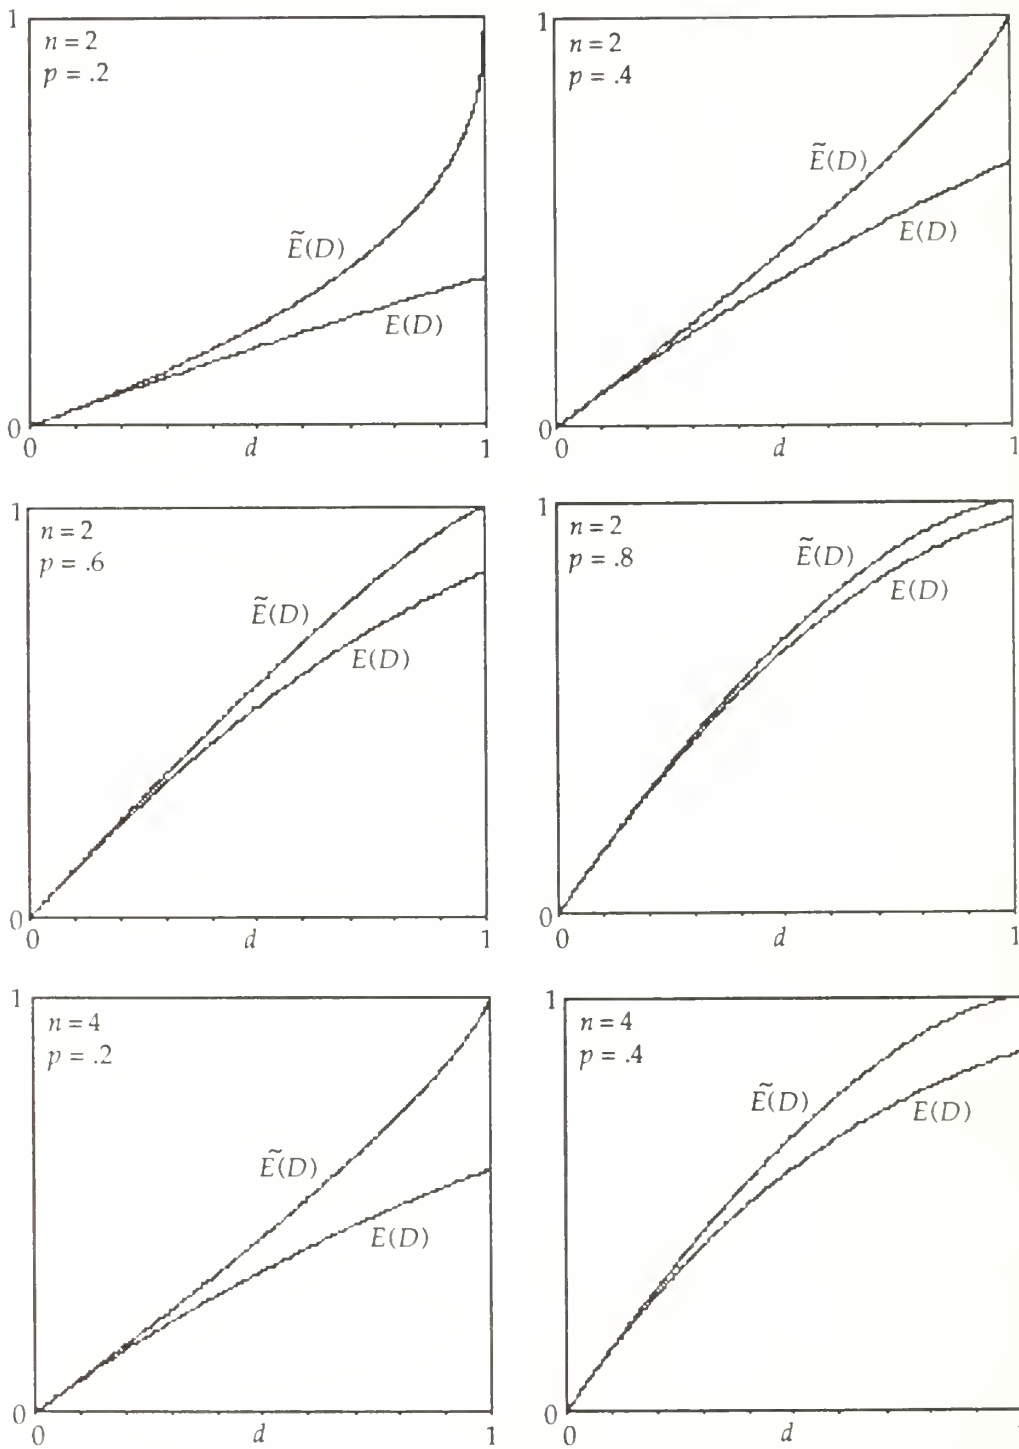 1
n = 2
p = .2
Ẽ(D)
E(D)
0
0
d
1
1
n = 2
p = .4
Ẽ(D)
E(D)
0
0
d
1
1
n = 2
p = .6
Ẽ(D)
E(D)
0
0
d
1
1
n = 2
p = .8
Ẽ(D)
E(D)
0
0
d
1
1
n = 4
p = .2
Ẽ(D)
E(D)
0
0
d
1
1
n = 4
p = .4
Ẽ(D)
E(D)
0
0
d